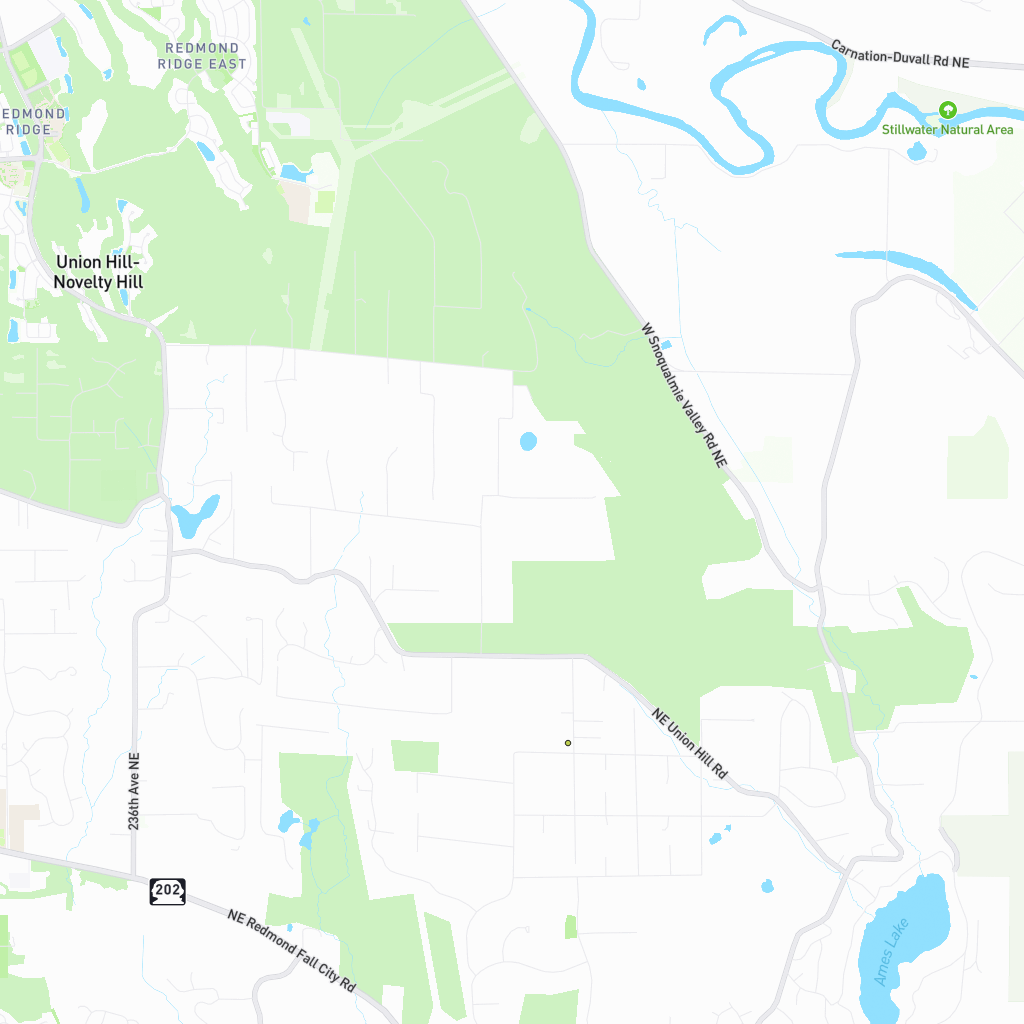 REDMOND
RIDGE EAST
Carnation-Duvall Rd NE
EDMOND
RIDGE
Stillwater Natural Area
Union Hill-
Novelty Hill
W Snoqualmie Valley Rd NE
NE Union Hill Rd
236th Ave NE
202
NE Redmond Fall City Rd
Ames Lake